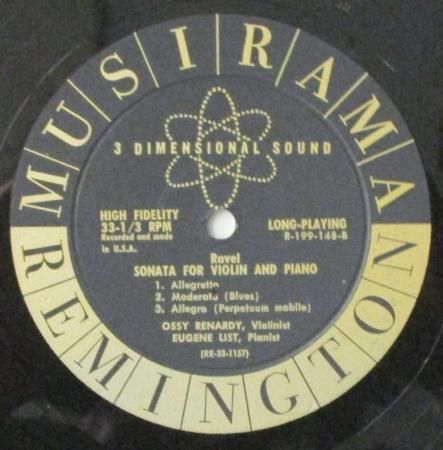 MUSIRAMA
3 DIMENSIONAL SOUND
HIGH FIDELITY
33-1/3 RPM
Recorded and made
in U.S.A.
LONG-PLAYING
R-199-148-B
Ravel
SONATA FOR VIOLIN AND PIANO
1. Allegretto
2. Moderato (Blues)
3. Allegro (Perpetuum mobile)
OSSY RENARDY, Violinist
EUGENE LIST, Pianist
(RE-33-1157)
REMINGTON